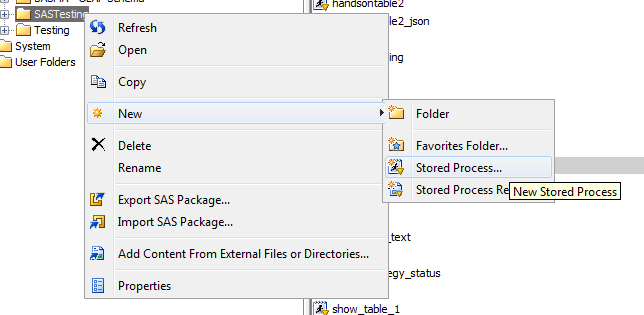 SASTesting
Testing
System
User Folders
Refresh
Open
Copy
New
Delete
Rename
Export SAS Package...
Import SAS Package...
Add Content From External Files or Directories...
Properties
Folder
Favorites Folder...
Stored Process...
Stored Process Re
New Stored Process
handsontable2
le2_json
ing
_text
egy_status
show_table_1